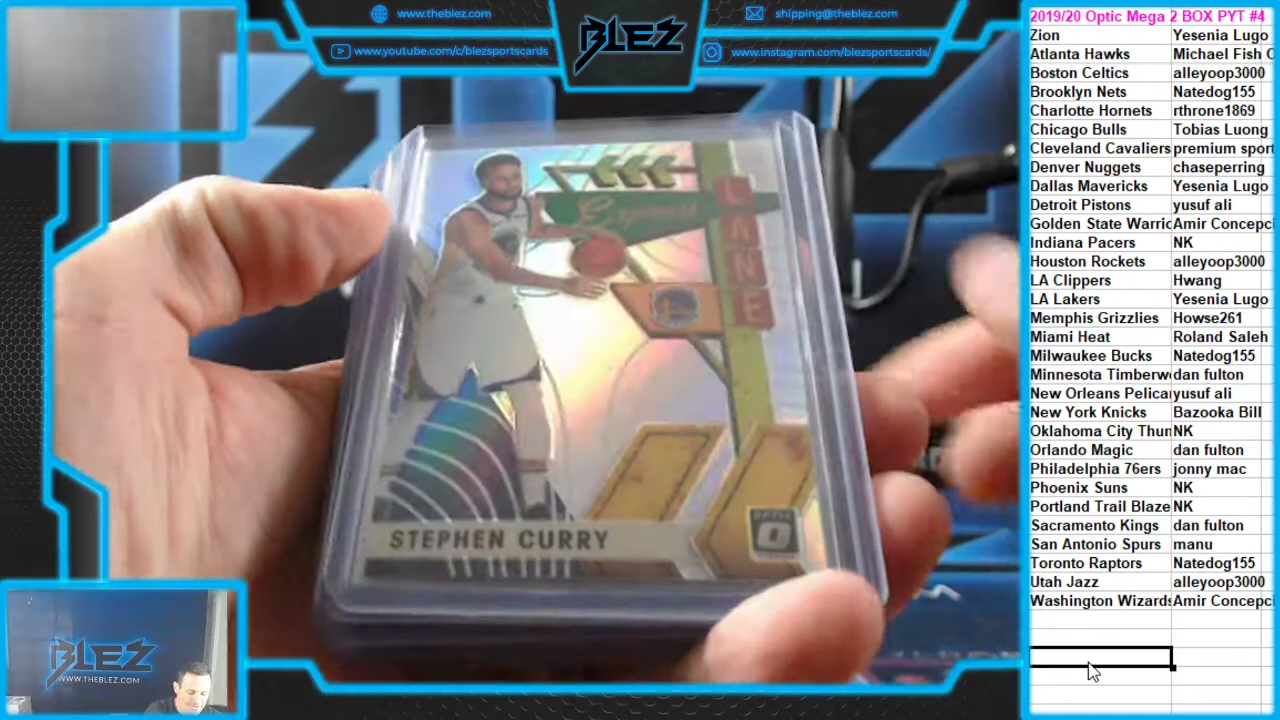 www.theblez.com
www.youtube.com/c/blezsportscards
BLEZ
shipping@theblez.com
www.instagram.com/blezsportscards/
Express
LANE
STEPHEN CURRY
OPTIC
BLEZ
WWW.THEBLEZ.COM
2019/20 Optic Mega 2 BOX PYT #4
Zion Yesenia Lugo
Atlanta Hawks Michael Fish C
Boston Celtics alleyoop3000
Brooklyn Nets Natedog155
Charlotte Hornets rthrone1869
Chicago Bulls Tobias Luong
Cleveland Cavaliers premium sport
Denver Nuggets chaseperring
Dallas Mavericks Yesenia Lugo
Detroit Pistons yusuf ali
Golden State Warric Amir Concepci
Indiana Pacers NK
Houston Rockets alleyoop3000
LA Clippers Hwang
LA Lakers Yesenia Lugo
Memphis Grizzlies Howse261
Miami Heat Roland Saleh
Milwaukee Bucks Natedog155
Minnesota Timberw dan fulton
New Orleans Pelica yusuf ali
New York Knicks Bazooka Bill
Oklahoma City Thun NK
Orlando Magic dan fulton
Philadelphia 76ers jonny mac
Phoenix Suns NK
Portland Trail Blaze NK
Sacramento Kings dan fulton
San Antonio Spurs manu
Toronto Raptors Natedog155
Utah Jazz alleyoop3000
Washington Wizards Amir Concepci